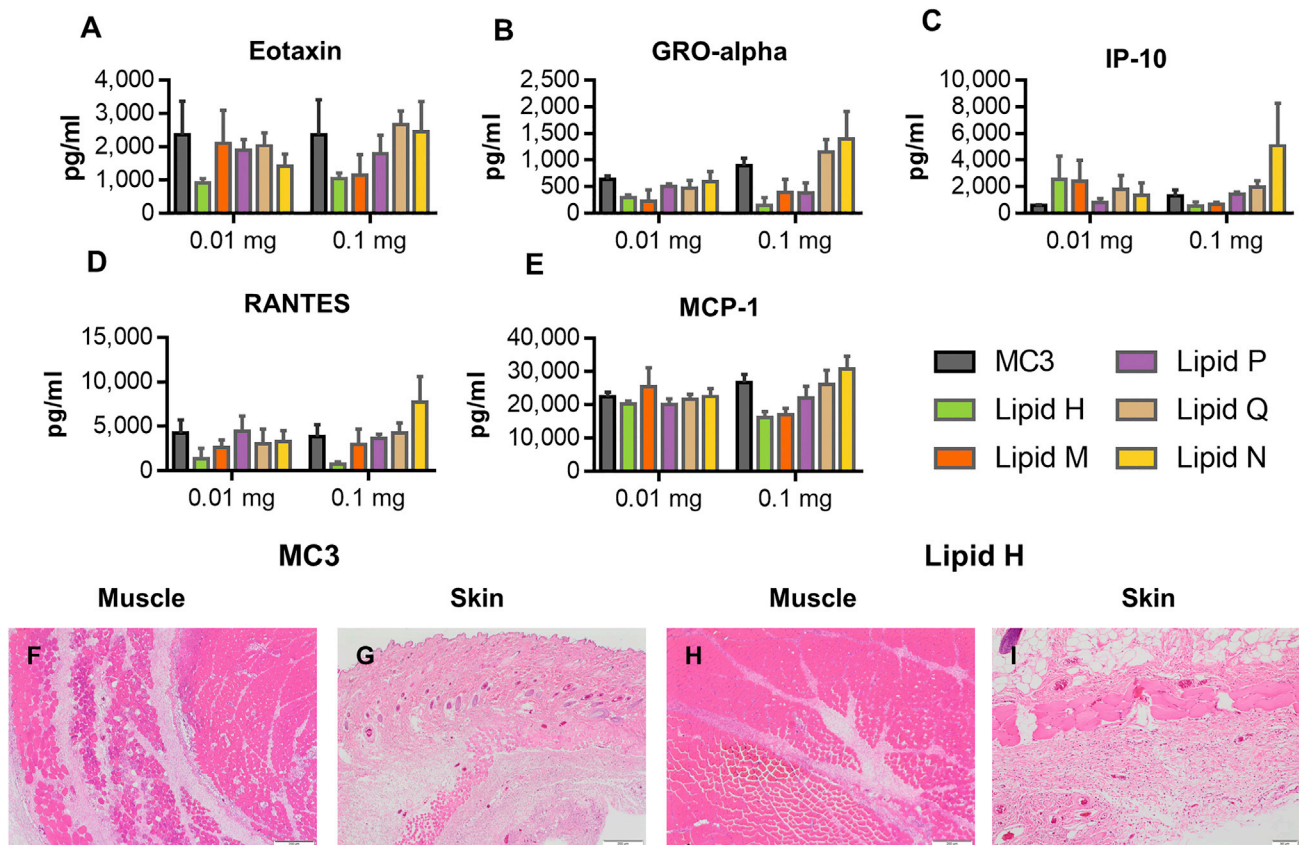 A
Eotaxin
pg/ml
4,000
3,000
2,000
1,000
0
0.01 mg
0.1 mg
B
GRO-alpha
pg/ml
2,500
1,500
1,000
500
0
0.01 mg
0.1 mg
C
IP-10
pg/ml
10,000
8,000
6,000
4,000
2,000
0
0.01 mg
0.1 mg
D
RANTES
pg/ml
15,000
10,000
5,000
0
0.01 mg
0.1 mg
E
MCP-1
pg/ml
40,000
30,000
20,000
10,000
0
0.01 mg
0.1 mg
MC3
Lipid H
Lipid M
Lipid P
Lipid Q
Lipid N
MC3
Muscle
Skin
Lipid H
Muscle
Skin
F
G
H
I